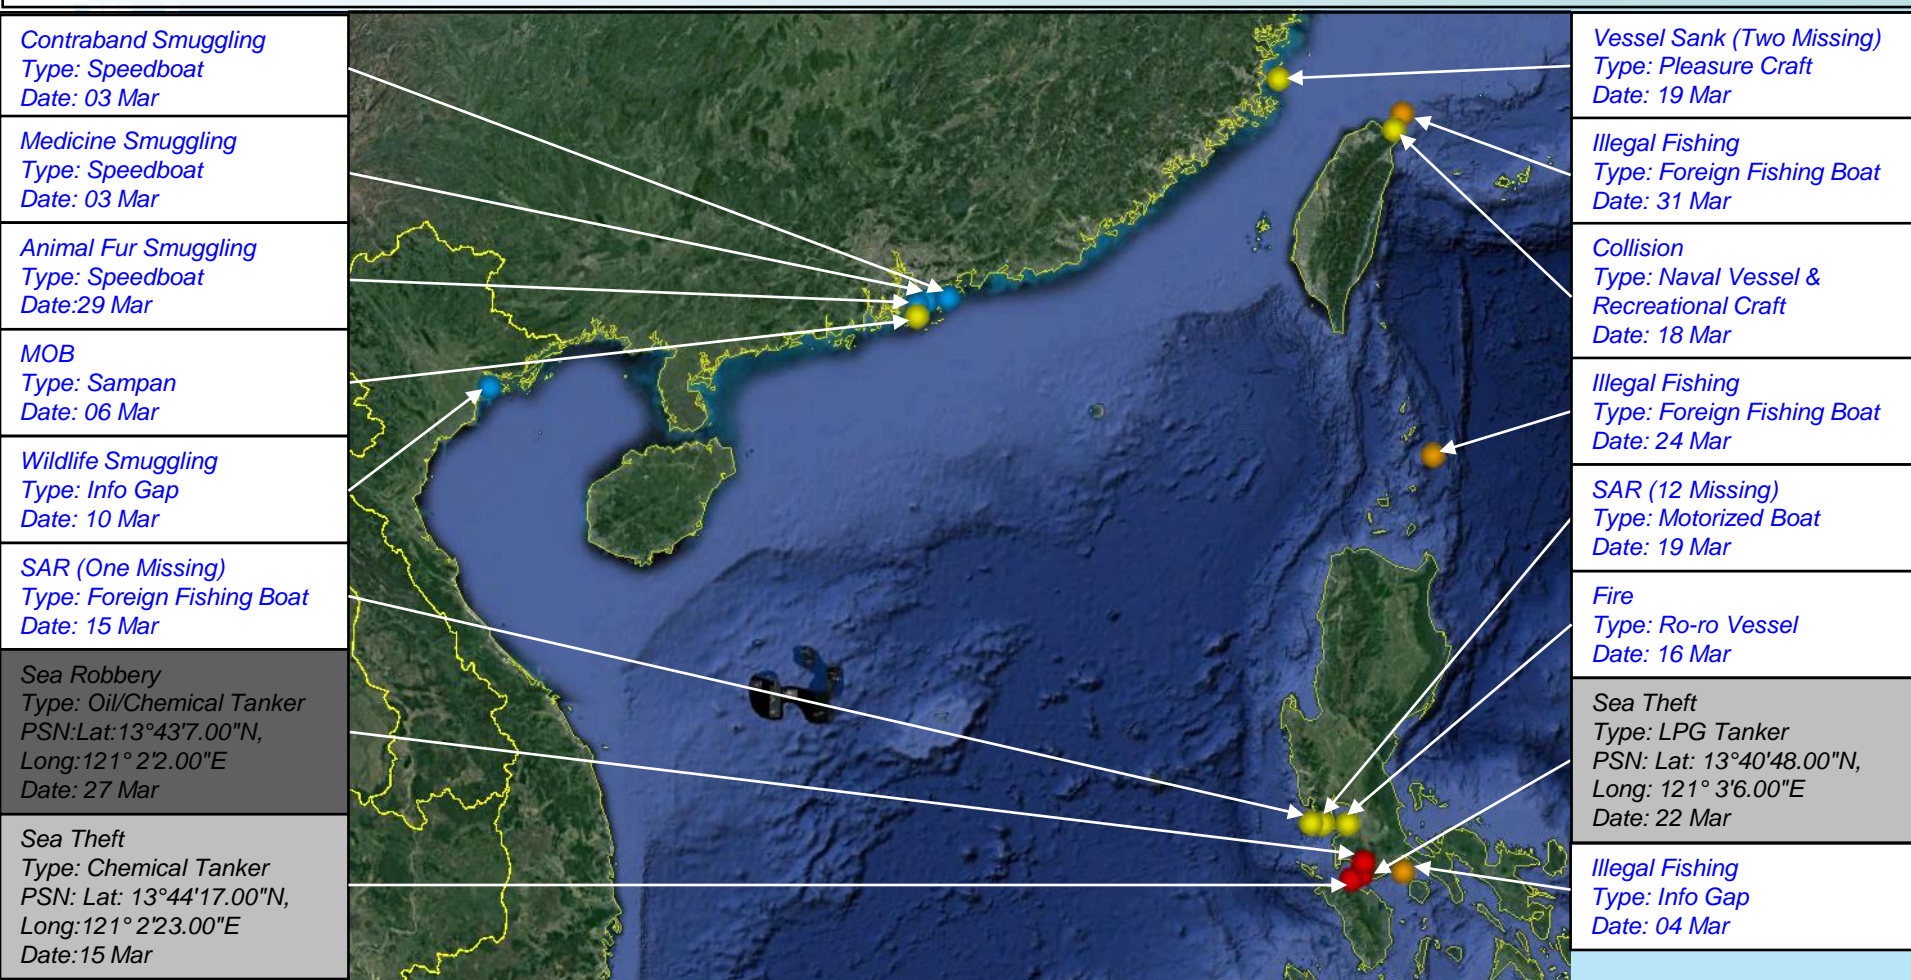 Contraband Smuggling
Type: Speedboat
Date: 03 Mar
Medicine Smuggling
Type: Speedboat
Date: 03 Mar
Animal Fur Smuggling
Type: Speedboat
Date:29 Mar
MOB
Type: Sampan
Date: 06 Mar
Wildlife Smuggling
Type: Info Gap
Date: 10 Mar
SAR (One Missing)
Type: Foreign Fishing Boat
Date: 15 Mar
Sea Robbery
Type: Oil/Chemical Tanker
PSN:Lat:13°43'7.00"N,
Long:121° 2'2.00"E
Date: 27 Mar
Sea Theft
Type: Chemical Tanker
PSN: Lat: 13°44'17.00"N,
Long:121° 2'23.00"E
Date:15 Mar
Vessel Sank (Two Missing)
Type: Pleasure Craft
Date: 19 Mar
Illegal Fishing
Type: Foreign Fishing Boat
Date: 31 Mar
Collision
Type: Naval Vessel &
Recreational Craft
Date: 18 Mar
Illegal Fishing
Type: Foreign Fishing Boat
Date: 24 Mar
SAR (12 Missing)
Type: Motorized Boat
Date: 19 Mar
Fire
Type: Ro-ro Vessel
Date: 16 Mar
Sea Theft
Type: LPG Tanker
PSN: Lat: 13°40'48.00"N,
Long: 121° 3'6.00"E
Date: 22 Mar
Illegal Fishing
Type: Info Gap
Date: 04 Mar